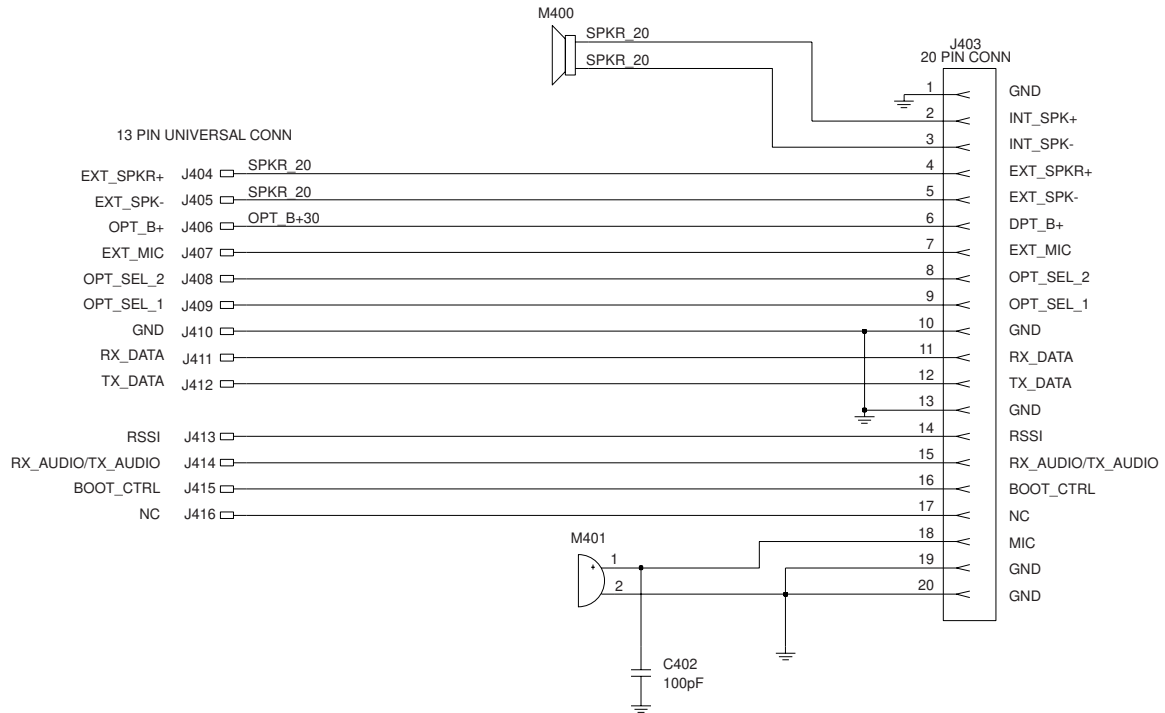 M400
SPKR_20
SPKR_20
J403
20 PIN CONN
1 GND
2 INT_SPK+
3 INT_SPK-
13 PIN UNIVERSAL CONN
EXT_SPKR+ J404 SPKR_20 4 EXT_SPKR+
EXT_SPK- J405 SPKR_20 5 EXT_SPK-
OPT_B+ J406 OPT_B+30 6 DPT_B+
EXT_MIC J407 7 EXT_MIC
OPT_SEL_2 J408 8 OPT_SEL_2
OPT_SEL_1 J409 9 OPT_SEL_1
GND J410 10 GND
RX_DATA J411 11 RX_DATA
TX_DATA J412 12 TX_DATA
13 GND
RSSI J413 14 RSSI
RX_AUDIO/TX_AUDIO J414 15 RX_AUDIO/TX_AUDIO
BOOT_CTRL J415 16 BOOT_CTRL
NC J416 17 NC
18 MIC
M401
+ 1 19 GND
2 20 GND
C402
100pF